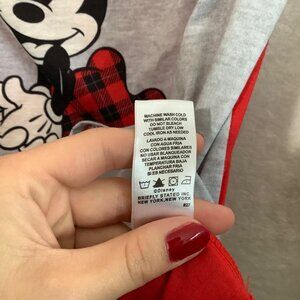 MACHINE WASH COLD
WITH SIMILAR COLORS
DO NOT BLEACH
TUMBLE DRY LOW
COOL IRON AS NEEDED
LAVADO A MAQUINA
CON AGUA FRIA
CON COLORES SIMILARES
NO USAR BLANQUEADOR
SECAR A MAQUINA
TEMPERATURA BAJA
PLANCHAR FRIA
SI ES NECESARIO
©Disney
BRIEFLY STATED INC.
NEW YORK, NEW YORK